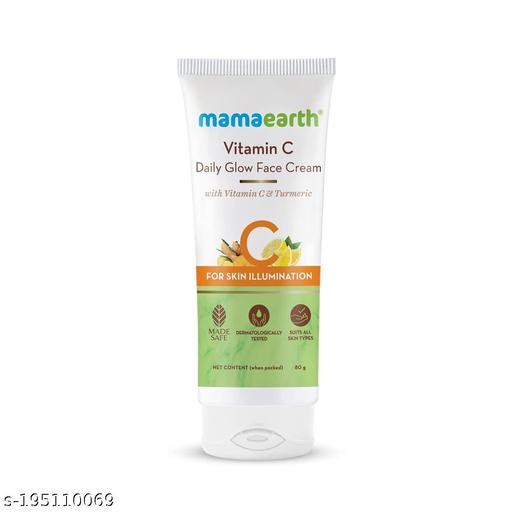 mamaearth®
Vitamin C
Daily Glow Face Cream
with Vitamin C & Turmeric
C
FOR SKIN ILLUMINATION
MADE SAFE
DERMATOLOGICALLY TESTED
SUITS ALL SKIN TYPES
NET CONTENT (when packed) 80 g
s-195110069